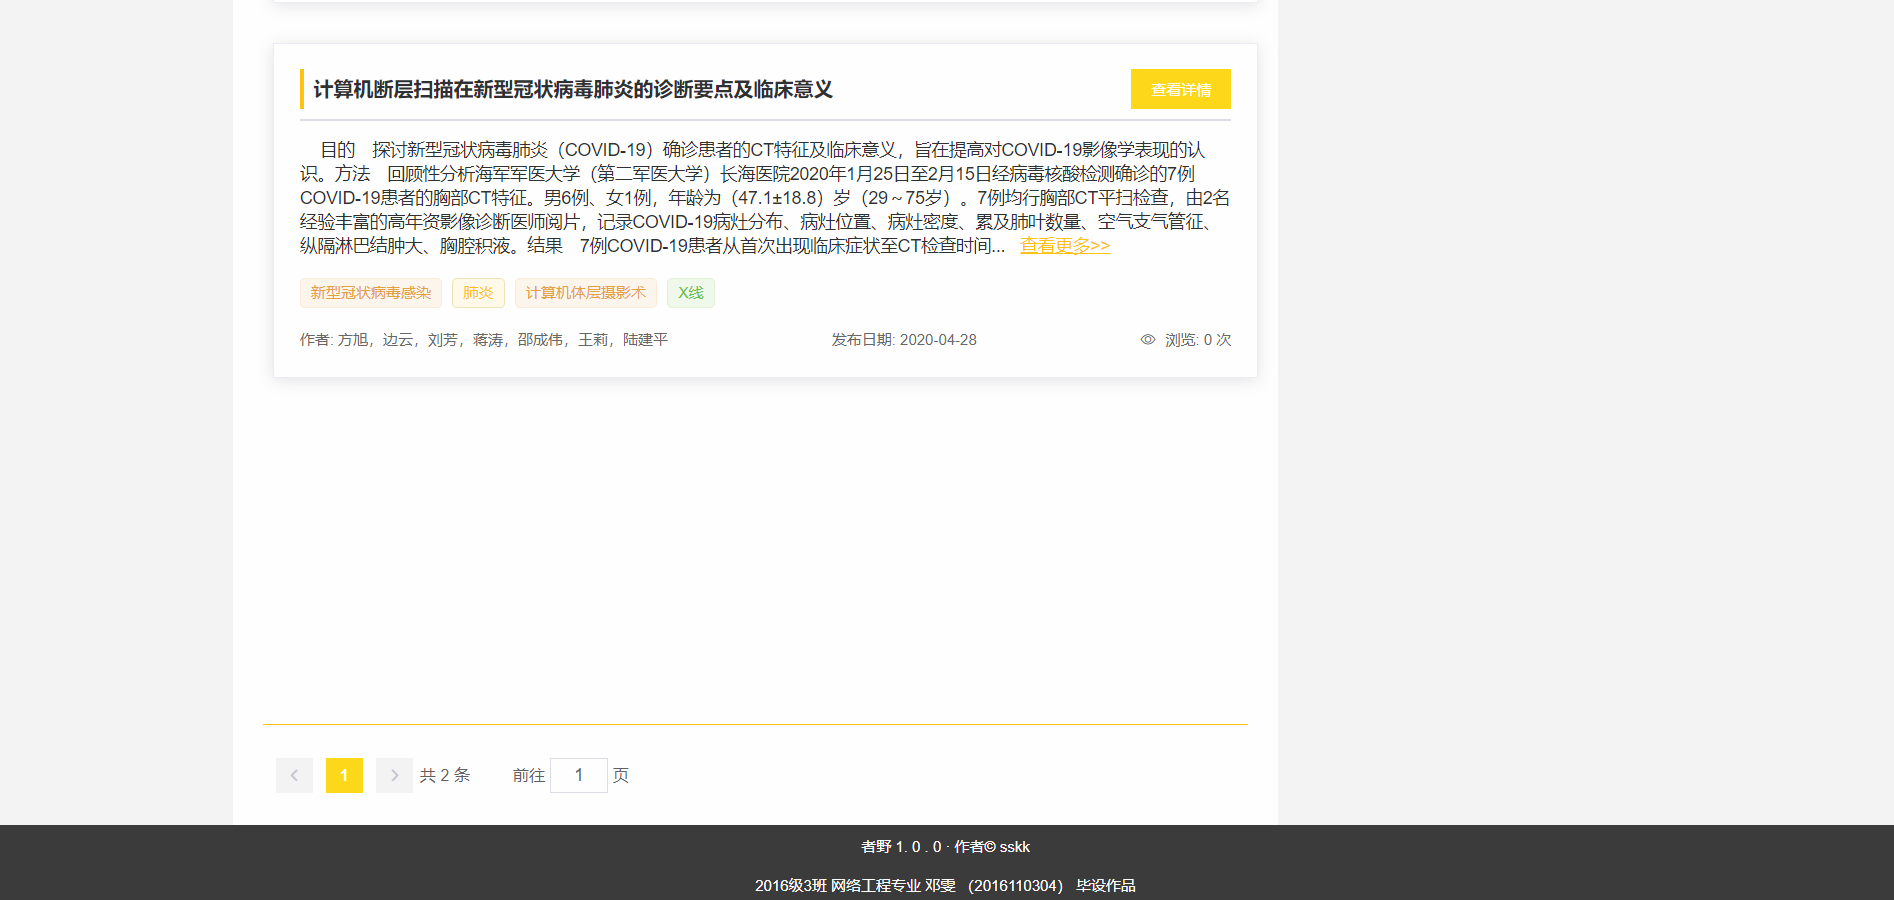 计算机断层扫描在新型冠状病毒肺炎的诊断要点及临床意义
查看详情
目的　探讨新型冠状病毒肺炎（COVID-19）确诊患者的CT特征及临床意义，旨在提高对COVID-19影像学表现的认
识。方法　回顾性分析海军军医大学（第二军医大学）长海医院2020年1月25日至2月15日经病毒核酸检测确诊的7例
COVID-19患者的胸部CT特征。男6例、女1例，年龄为（47.1±18.8）岁（29～75岁）。7例均行胸部CT平扫检查，由2名
经验丰富的高年资影像诊断医师阅片，记录COVID-19病灶分布、病灶位置、病灶密度、累及肺叶数量、空气支气管征、
纵隔淋巴结肿大、胸腔积液。结果　7例COVID-19患者从首次出现临床症状至CT检查时间... 查看更多>>
新型冠状病毒感染 肺炎 计算机体层摄影术 X线
作者: 方旭，边云，刘芳，蒋涛，邵成伟，王莉，陆建平 发布日期: 2020-04-28 浏览: 0 次
1 共 2 条 前往 1 页
者野 1. 0 . 0 · 作者© sskk
2016级3班 网络工程专业 邓雯 （2016110304） 毕设作品